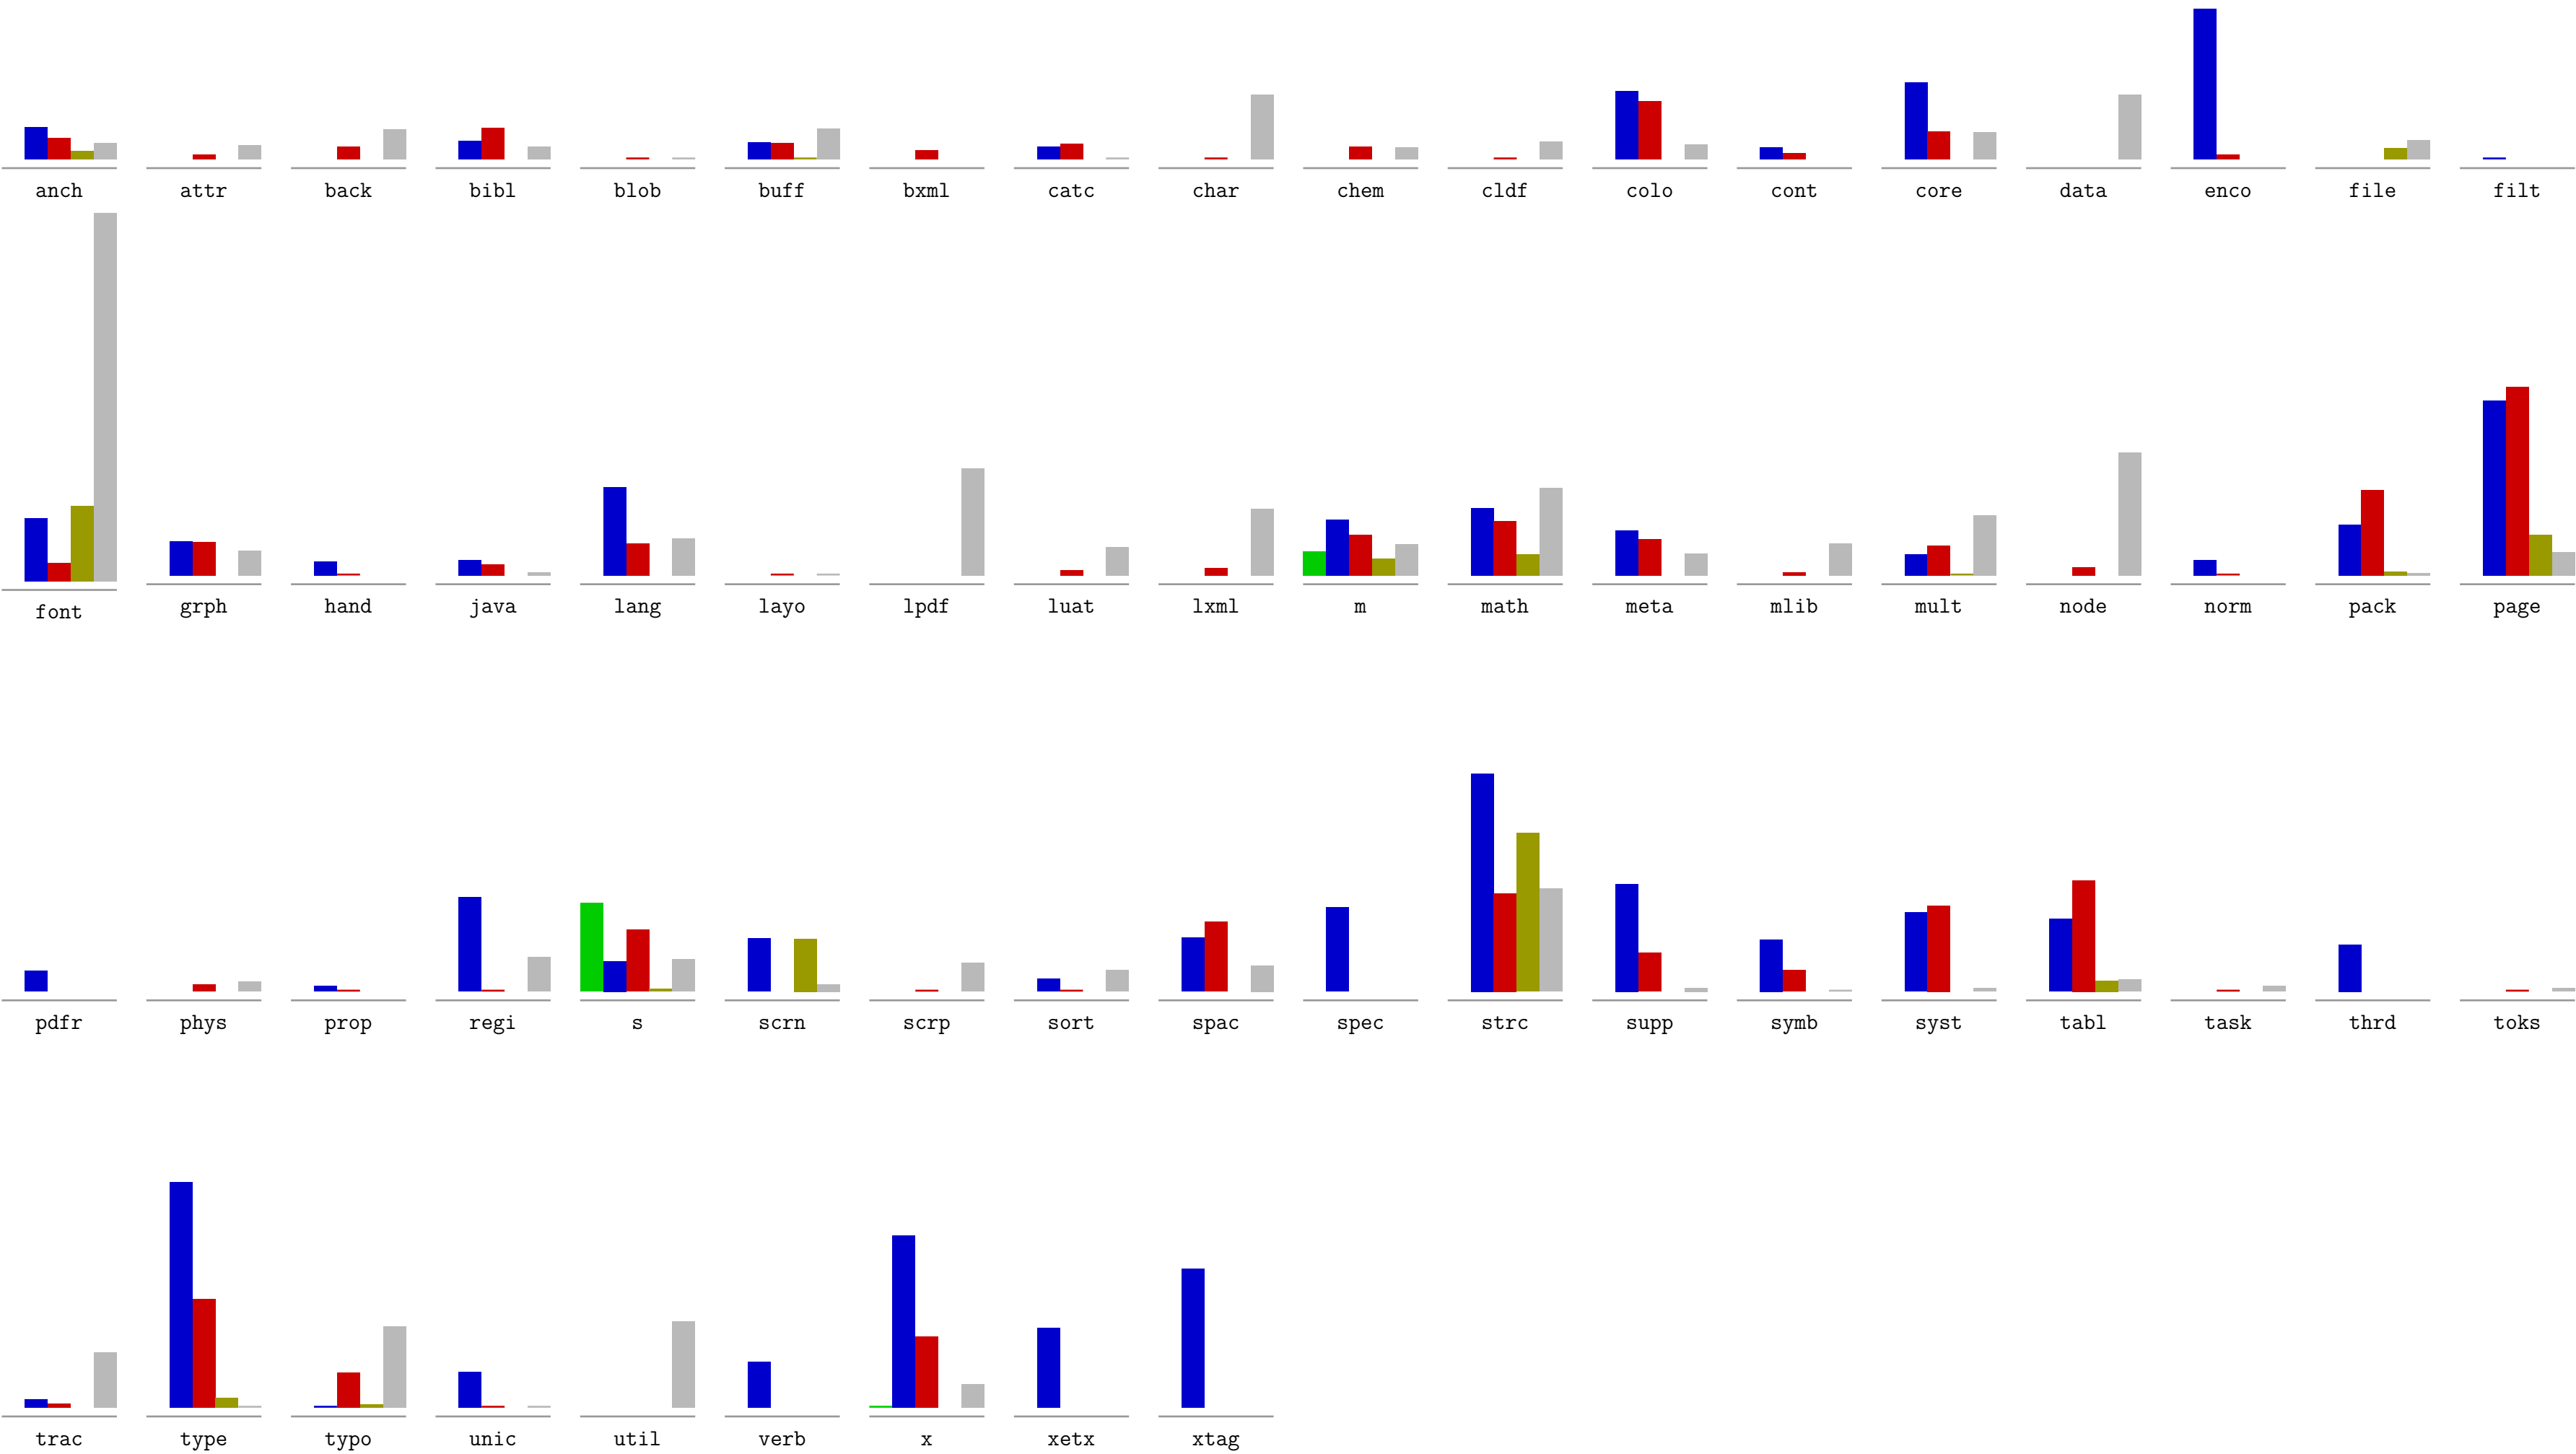 anch attr back bibl blob buff bxml catc char chem cldf colo cont core data enco file filt
font grph hand java lang layo lpdf luat lxml m math meta mlib mult node norm pack page
pdfr phys prop regi s scrn scrp sort spac spec strc supp symb syst tabl task thrd toks
trac type typo unic util verb x xetx xtag